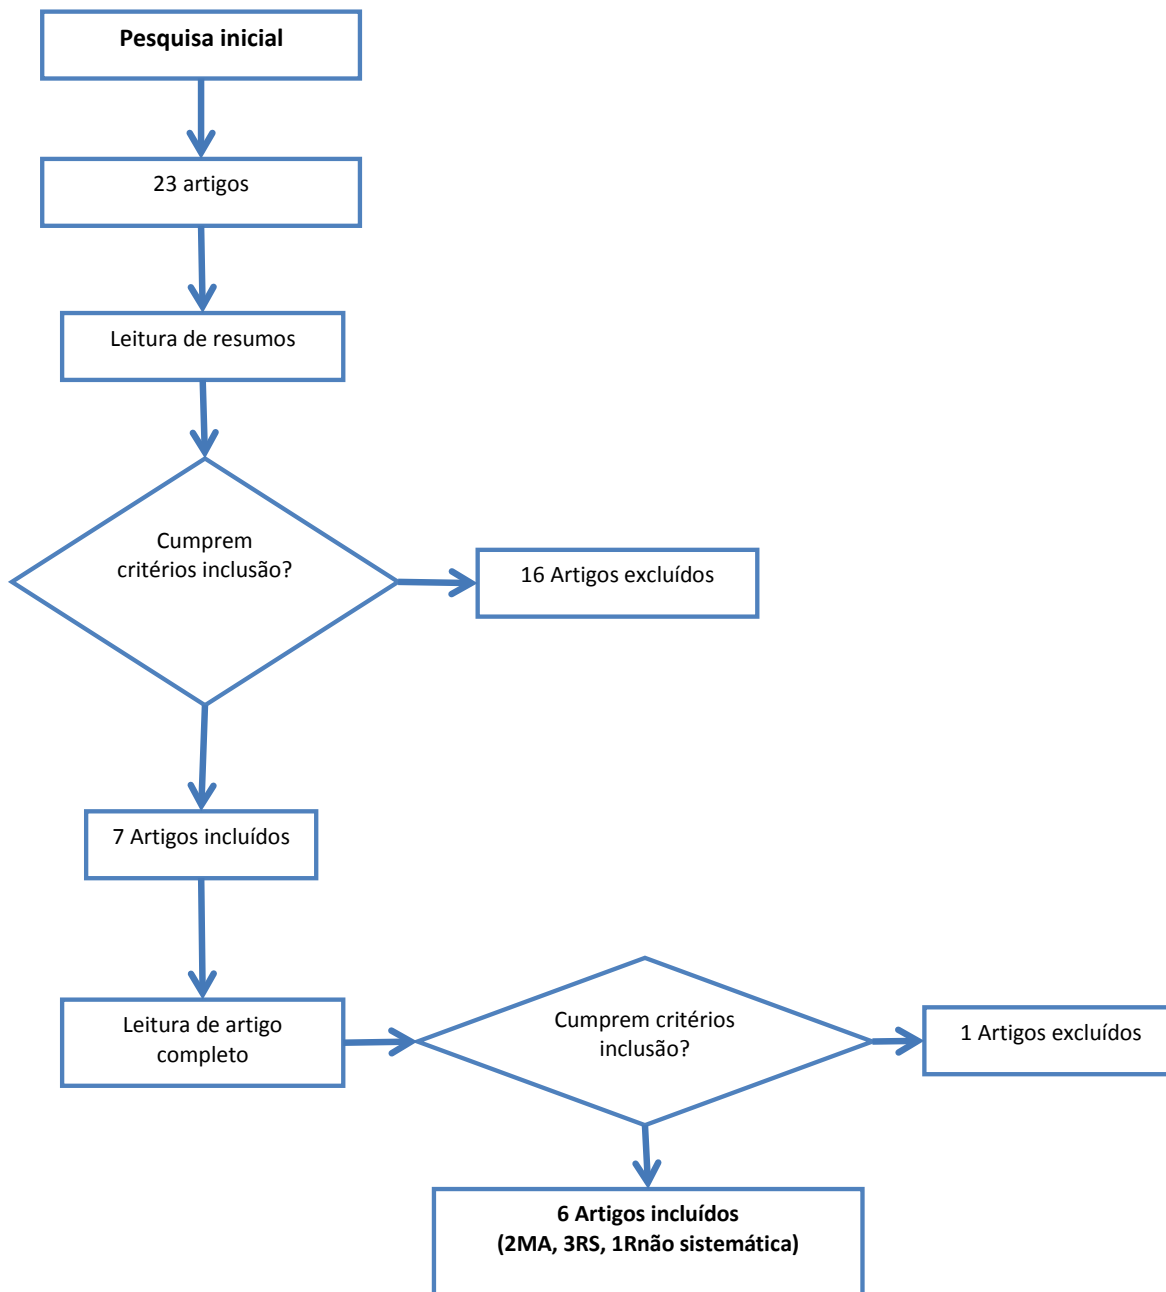 Pesquisa inicial
23 artigos
Leitura de resumos
Cumprem
critérios inclusão?
16 Artigos excluídos
7 Artigos incluídos
Leitura de artigo
completo
Cumprem critérios
inclusão?
1 Artigos excluídos
6 Artigos incluídos
(2MA, 3RS, 1Rnão sistemática)